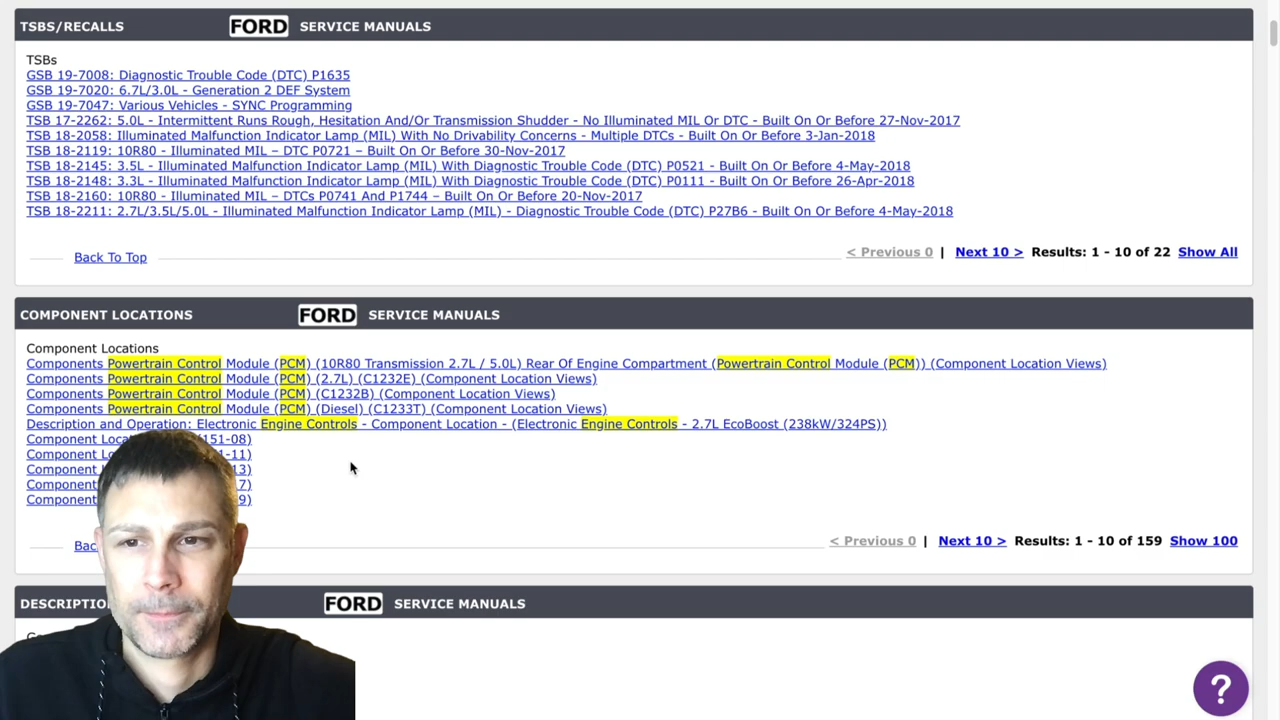 TSBS/RECALLS FORD SERVICE MANUALS
TSBs
GSB 19-7008: Diagnostic Trouble Code (DTC) P1635
GSB 19-7020: 6.7L/3.0L - Generation 2 DEF System
GSB 19-7047: Various Vehicles - SYNC Programming
TSB 17-2262: 5.0L - Intermittent Runs Rough, Hesitation And/Or Transmission Shudder - No Illuminated MIL Or DTC - Built On Or Before 27-Nov-2017
TSB 18-2058: Illuminated Malfunction Indicator Lamp (MIL) With No Drivability Concerns - Multiple DTCs - Built On Or Before 3-Jan-2018
TSB 18-2119: 10R80 - Illuminated MIL – DTC P0721 – Built On Or Before 30-Nov-2017
TSB 18-2145: 3.5L - Illuminated Malfunction Indicator Lamp (MIL) With Diagnostic Trouble Code (DTC) P0521 - Built On Or Before 4-May-2018
TSB 18-2148: 3.3L - Illuminated Malfunction Indicator Lamp (MIL) With Diagnostic Trouble Code (DTC) P0111 - Built On Or Before 26-Apr-2018
TSB 18-2160: 10R80 - Illuminated MIL – DTCs P0741 And P1744 – Built On Or Before 20-Nov-2017
TSB 18-2211: 2.7L/3.5L/5.0L - Illuminated Malfunction Indicator Lamp (MIL) - Diagnostic Trouble Code (DTC) P27B6 - Built On Or Before 4-May-2018
Back To Top < Previous 0 | Next 10 > Results: 1 - 10 of 22 Show All
COMPONENT LOCATIONS FORD SERVICE MANUALS
Component Locations
Components Powertrain Control Module (PCM) (10R80 Transmission 2.7L / 5.0L) Rear Of Engine Compartment (Powertrain Control Module (PCM)) (Component Location Views)
Components Powertrain Control Module (PCM) (2.7L) (C1232E) (Component Location Views)
Components Powertrain Control Module (PCM) (C1232B) (Component Location Views)
Components Powertrain Control Module (PCM) (Diesel) (C1233T) (Component Location Views)
Description and Operation: Electronic Engine Controls - Component Location - (Electronic Engine Controls - 2.7L EcoBoost (238kW/324PS))
Component 151-08)
Component -11)
Component 13)
Component 7)
Component 9)
< Previous 0 | Next 10 > Results: 1 - 10 of 159 Show 100
FORD SERVICE MANUALS
?